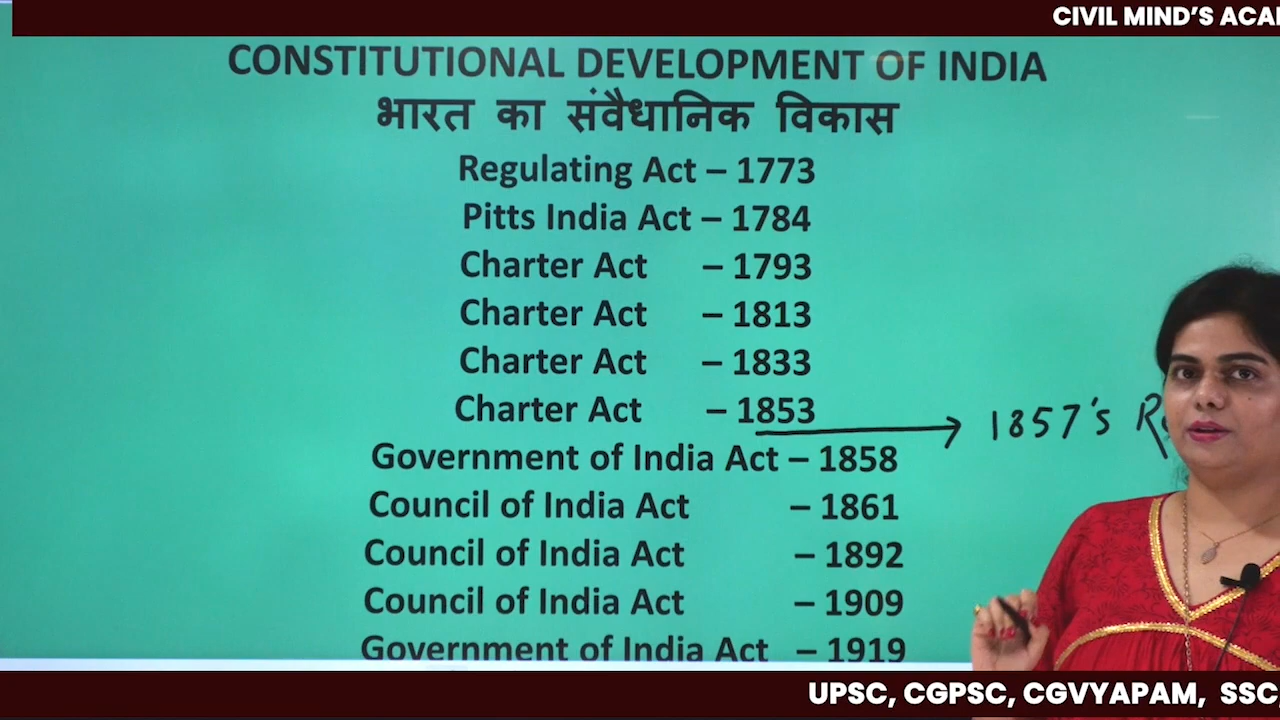 CIVIL MIND'S
CONSTITUTIONAL DEVELOPMENT OF INDIA
भारत का संवैधानिक विकास
Regulating Act – 1773
Pitts India Act – 1784
Charter Act – 1793
Charter Act – 1813
Charter Act – 1833
Charter Act – 1853
1857's
Government of India Act – 1858
Council of India Act – 1861
Council of India Act – 1892
Council of India Act – 1909
Government of India Act – 1919
UPSC, CGPSC, CGVYAPAM, SSC,